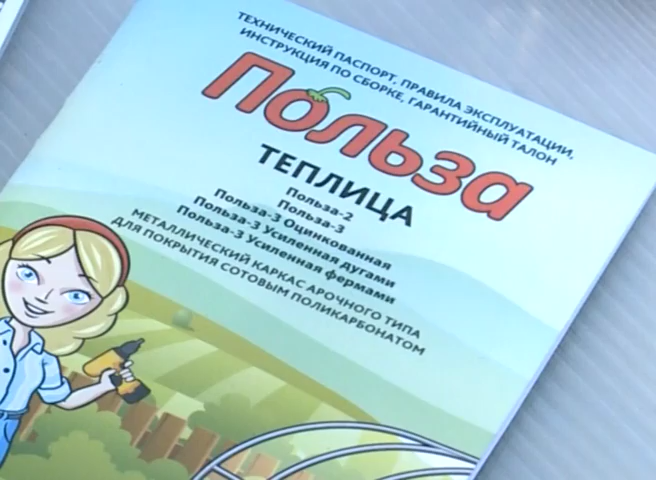 ТЕХНИЧЕСКИЙ ПАСПОРТ, ПРАВИЛА ЭКСПЛУАТАЦИИ,
ИНСТРУКЦИЯ ПО СБОРКЕ, ГАРАНТИЙНЫЙ ТАЛОН
Польза
ТЕПЛИЦА
Польза-2
Польза-3
Польза-3 Оцинкованная
Польза-3 Усиленная дугами
Польза-3 Усиленная фермами
МЕТАЛЛИЧЕСКИЙ КАРКАС АРОЧНОГО ТИПА
ДЛЯ ПОКРЫТИЯ СОТОВЫМ ПОЛИКАРБОНАТОМ